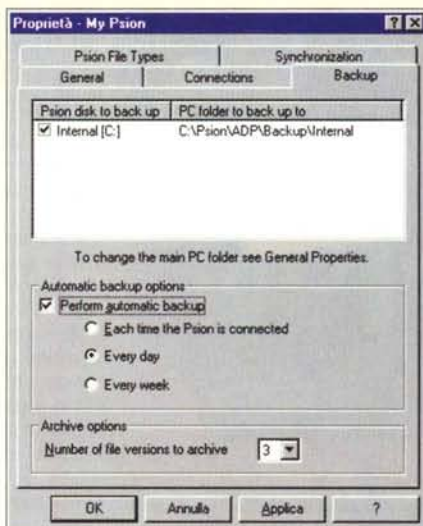 Proprietà - My Psion
Psion File Types Synchronization
General Connections Backup
Psion disk to back up PC folder to back up to
Internal [C:] C:\Psion\ADP\Backup\Internal
To change the main PC folder see General Properties.
Automatic backup options
Perform automatic backup
Each time the Psion is connected
Every day
Every week
Archive options
Number of file versions to archive 3
OK Annulla Applica ?